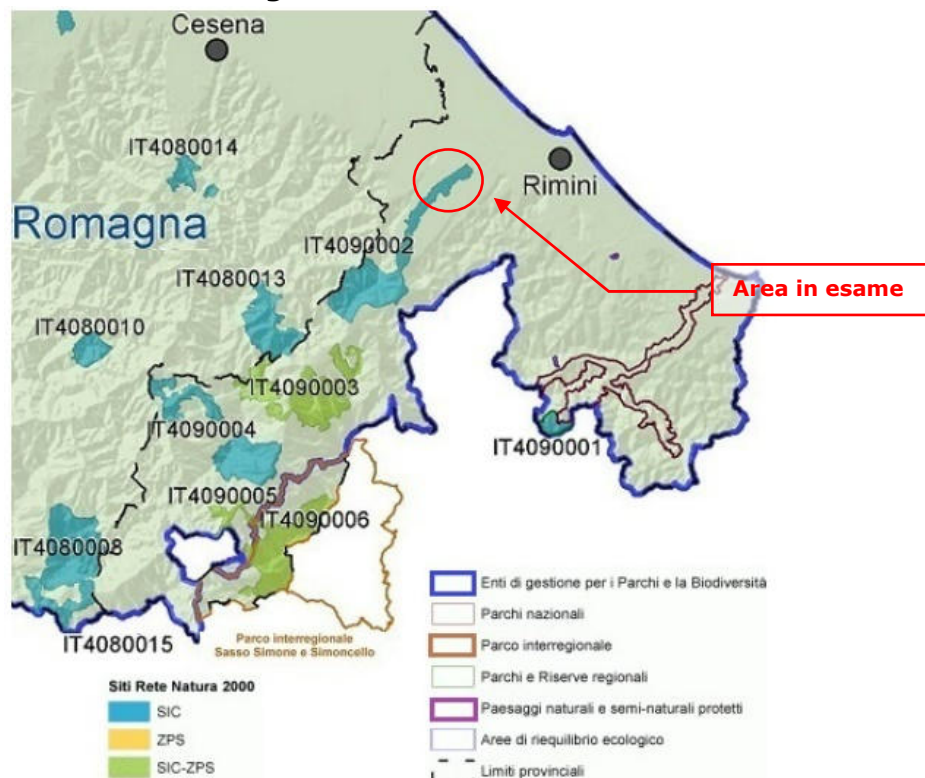 Cesena
IT4080014
Rimini
Romagna
IT4090002
IT4080013
Area in esame
IT4080010
IT4090003
IT4090004
IT4090001
IT4090005
IT4090006
IT4080008
IT4080015
Parco interregionale
Sasso Simone e Simoncello
Siti Rete Natura 2000
SIC
ZPS
SIC-ZPS
Enti di gestione per i Parchi e la Biodiversità
Parchi nazionali
Parco interregionale
Parchi e Riserve regionali
Paesaggi naturali e semi-naturali protetti
Aree di riequilibrio ecologico
Limiti provinciali